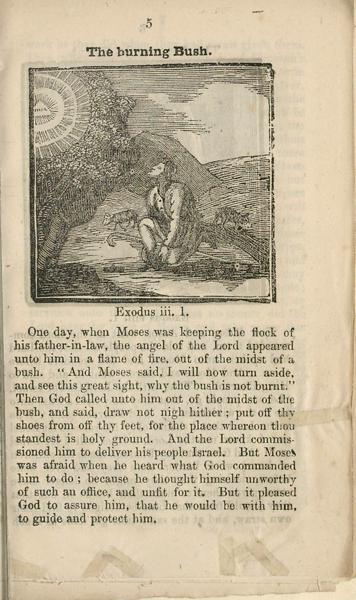 5
The burning Bush.
Exodus iii. 1.
One day, when Moses was keeping the flock of
his father-in-law, the angel of the Lord appeared
unto him in a flame of fire, out of the midst of a
bush. "And Moses said, I will now turn aside,
and see this great sight, why the bush is not burnt."
Then God called unto him out of the midst of the
bush, and said, draw not nigh hither; put off thy
shoes from off thy feet, for the place whereon thou
standest is holy ground. And the Lord commis-
sioned him to deliver his people Israel. But Moses
was afraid when he heard what God commanded
him to do; because he thought himself unworthy
of such an office, and unfit for it. But it pleased
God to assure him, that he would be with him,
to guide and protect him.